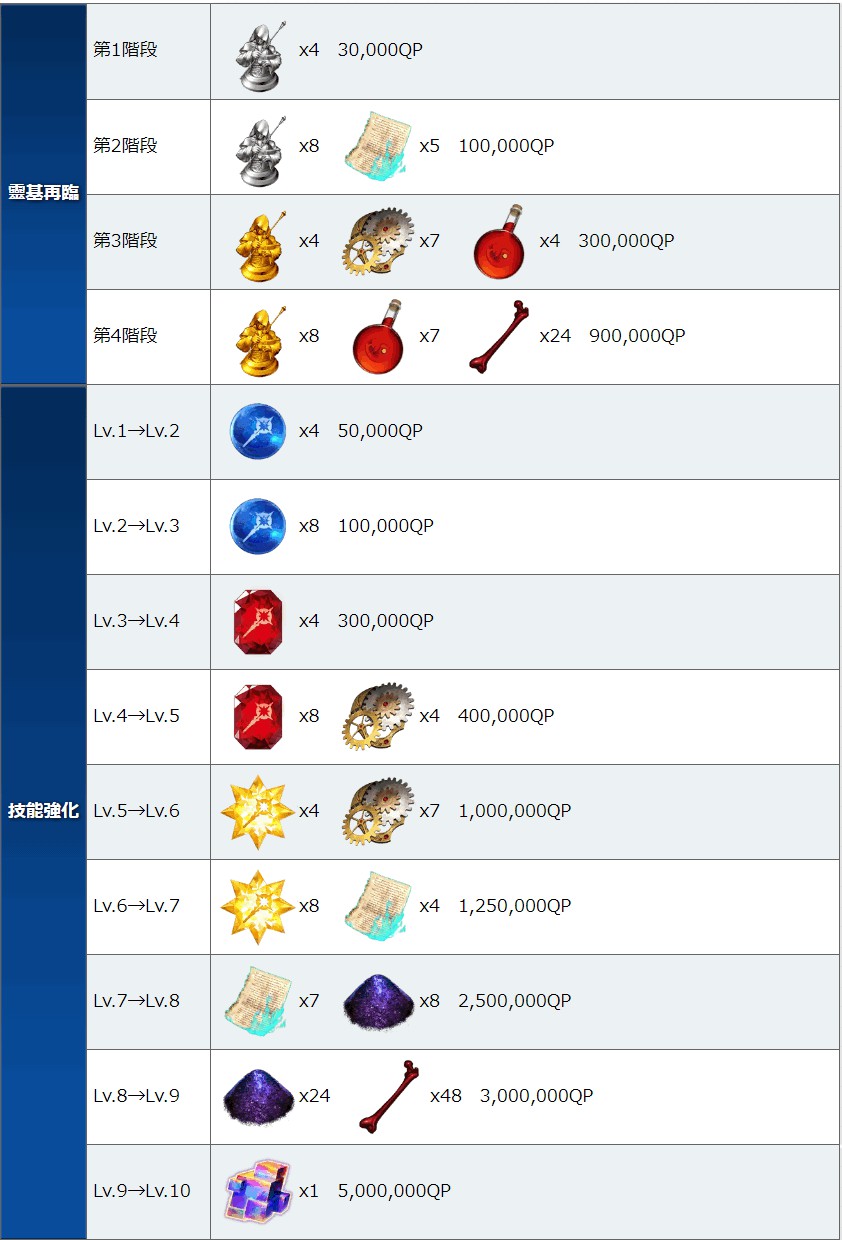 靈基再臨
第1階段 x4 30,000QP
第2階段 x8 x5 100,000QP
第3階段 x4 x7 x4 300,000QP
第4階段 x8 x7 x24 900,000QP
技能強化
Lv.1→Lv.2 x4 50,000QP
Lv.2→Lv.3 x8 100,000QP
Lv.3→Lv.4 x4 300,000QP
Lv.4→Lv.5 x8 x4 400,000QP
Lv.5→Lv.6 x4 x7 1,000,000QP
Lv.6→Lv.7 x8 x4 1,250,000QP
Lv.7→Lv.8 x7 x8 2,500,000QP
Lv.8→Lv.9 x24 x48 3,000,000QP
Lv.9→Lv.10 x1 5,000,000QP